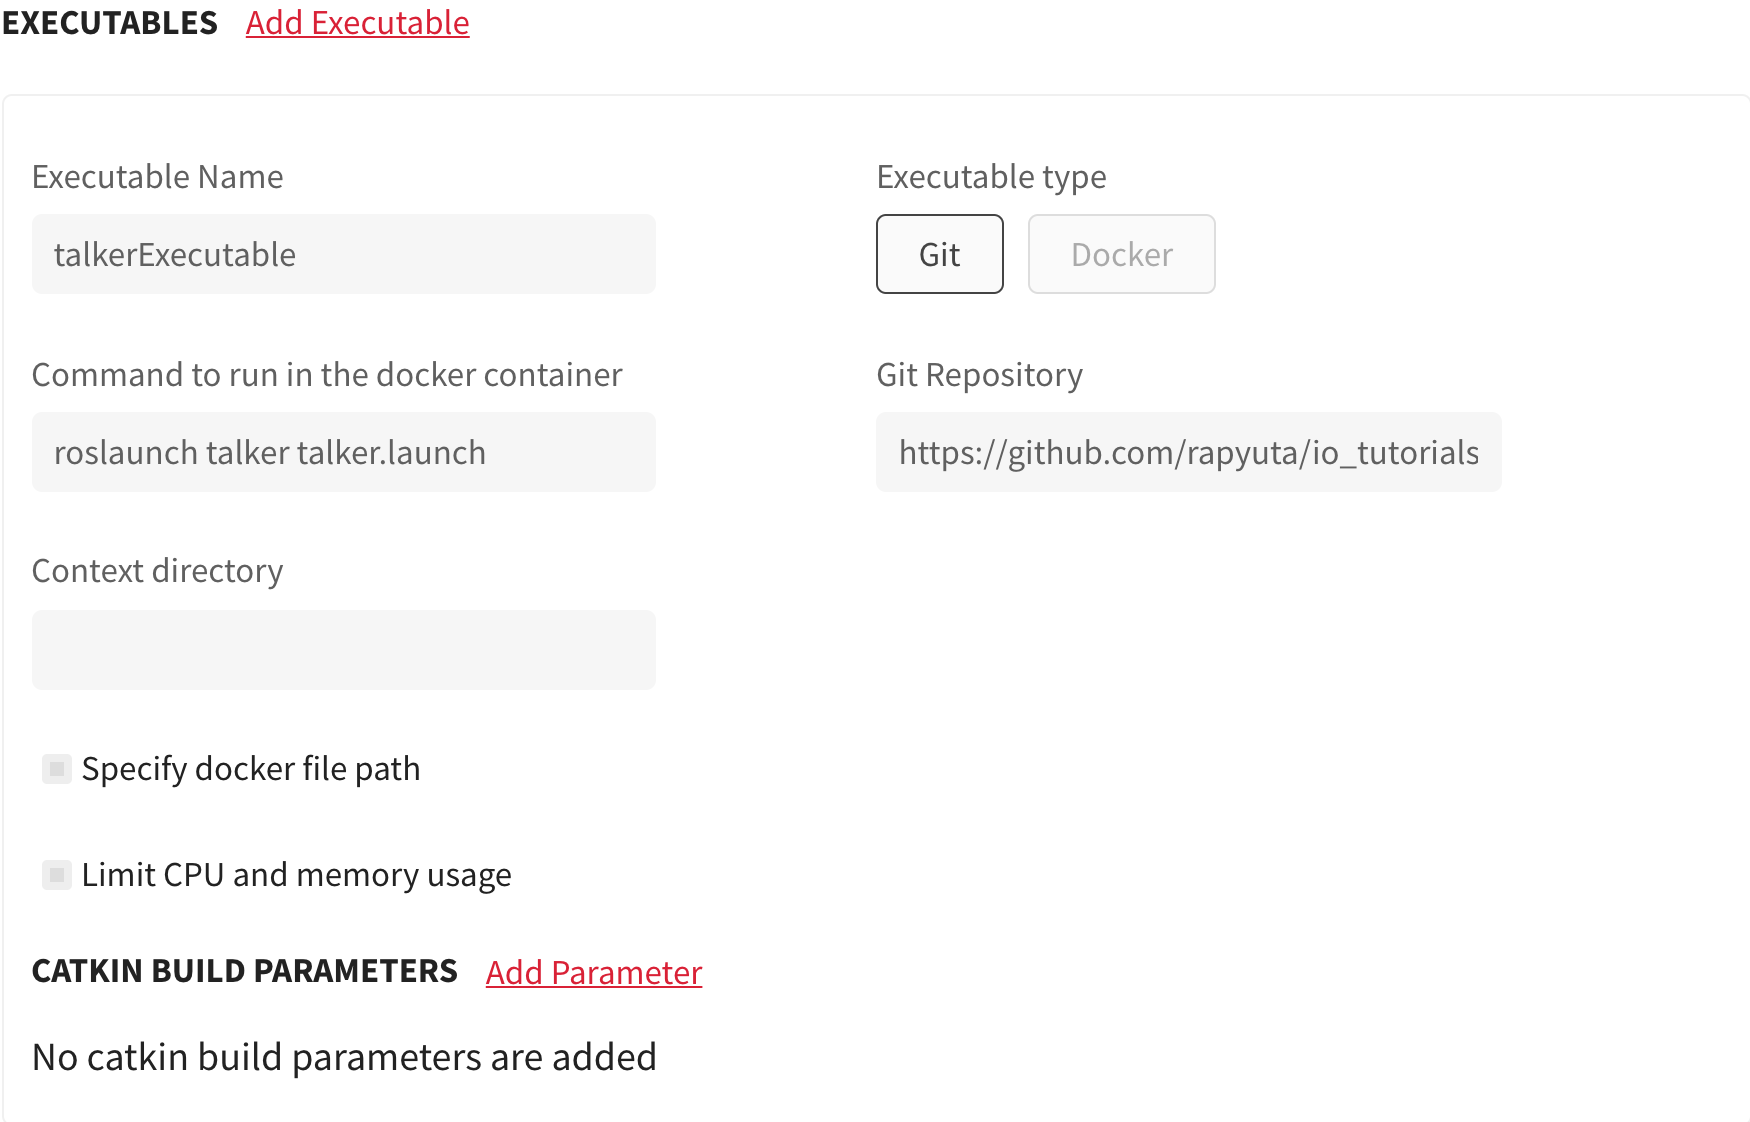 EXECUTABLES Add Executable
Executable Name
Executable type
talkerExecutable
Git
Docker
Command to run in the docker container
Git Repository
roslaunch talker talker.launch
https://github.com/rapyuta/io_tutorials
Context directory
Specify docker file path
Limit CPU and memory usage
CATKIN BUILD PARAMETERS Add Parameter
No catkin build parameters are added